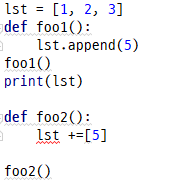 lst = [1, 2, 3]
def foo1():
    lst.append(5)
foo1()
print(lst)

def foo2():
    lst +=[5]

foo2()